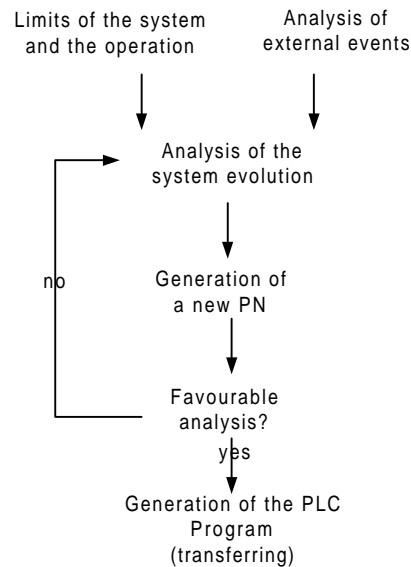 Limits of the system
and the operation
Analysis of
external events
Analysis of the
system evolution
no
Generation of
a new PN
Favourable
analysis?
yes
Generation of the PLC
Program
(transferring)